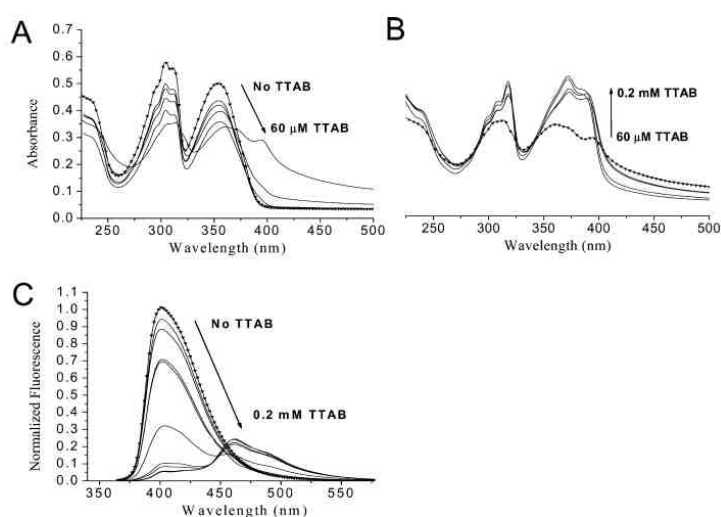 A
0.7
0.6
0.5
0.4
0.3
0.2
0.1
0.0
Absorbance
No TTAB
60 μM TTAB
250 300 350 400 450 500
Wavelength (nm)
B
0.2 mM TTAB
60 μM TTAB
250 300 350 400 450 500
Wavelength (nm)
C
1.1
1.0
0.9
0.8
0.7
0.6
0.5
0.4
0.3
0.2
0.1
0.0
Normalized Fluorescence
No TTAB
0.2 mM TTAB
350 400 450 500 550
Wavelength (nm)